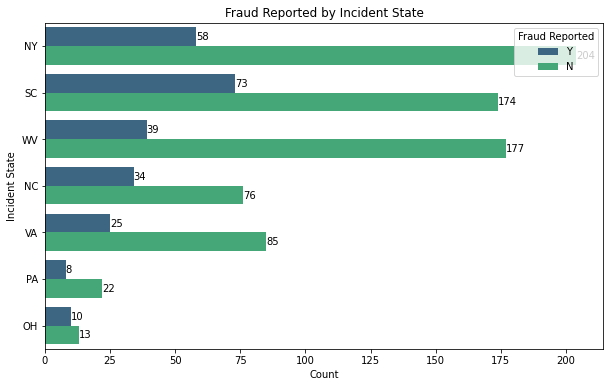 Fraud Reported by Incident State
Fraud Reported
Y
N
Incident State
NY
58
204
SC
73
174
WV
39
177
NC
34
76
VA
25
85
PA
8
22
OH
10
13
0 25 50 75 100 125 150 175 200
Count